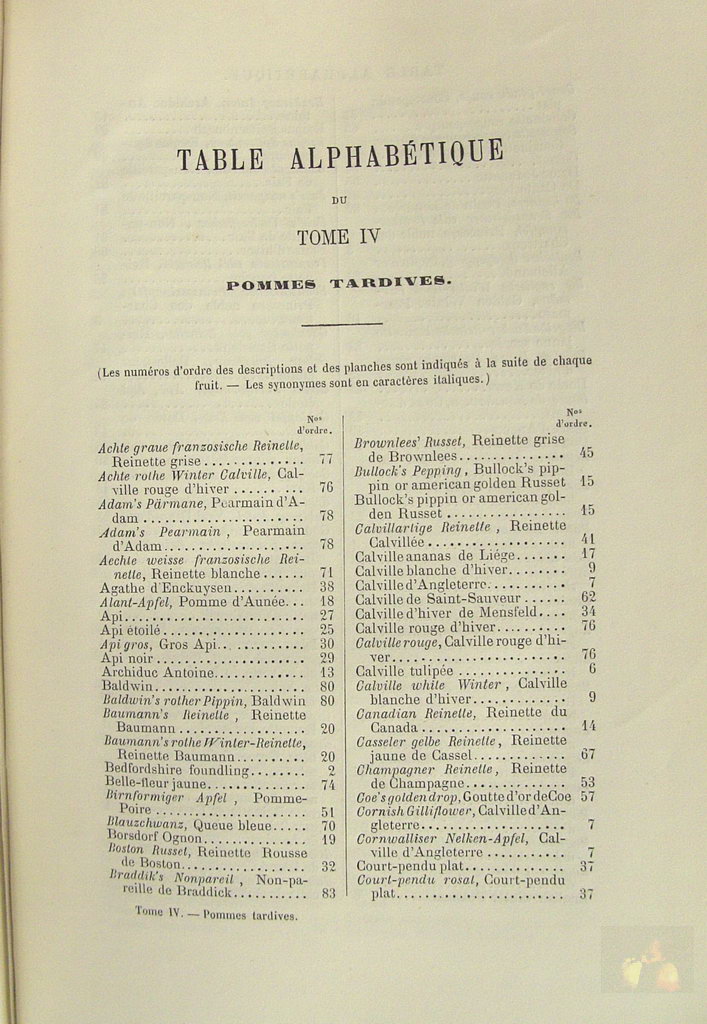 TABLE ALPHABÉTIQUE
DU
TOME IV
POMMES TARDIVES.
(Les numéros d'ordre des descriptions et des planches sont indiqués à la suite de chaque
fruit. — Les synonymes sont en caractères italiques.)
Nos
d'ordre.
Achte graue franzosische Reinette,
Reinette grise.............. 77
Achte rothe Winter Calville, Cal-
ville rouge d'hiver ...... ... 76
Adam's Pärmane, Pearmain d'A-
dam ..................... 78
Adam's Pearmain , Pearmain
d'Adam................... 78
Aechte weisse franzosische Rei-
nette, Reinette blanche...... 71
Agathe d'Enckuysen.......... 38
Alant-Apfel, Pomme d'Aunée... 18
Api......................... 27
Api étoilé................... 25
Api gros, Gros Api... ......... 30
Api noir .................... 29
Archiduc Antoine............. 13
Baldwin..................... 80
Baldwin's rother Pippin, Baldwin 80
Baumann's Reinette , Reinette
Baumann ................. 20
Baumann's rothe Winter-Reinette,
Reinette Baumann.......... 20
Bedfordshire foundling........ 2
Belle-fleur jaune.............. 74
Birnformiger Apfel , Pomme-
Poire ..................... 51
Blauzchwanz, Queue bleue..... 70
Borsdorf Ognon............... 19
Boston Russet, Reinette Rousse
de Boston.................. 32
Braddik's Nonpareil , Non-pa-
reille de Braddick........... 83
Tome IV. — Pommes tardives.
Nos
d'ordre.
Brownlees' Russet, Reinette grise
de Brownlees............... 45
Bullock's Pepping , Bullock's pip-
pin or american golden Russet 15
Bullock's pippin or american gol-
den Russet ................ 15
Calvillartige Reinette , Reinette
Calvillée................... 41
Calville ananas de Liége....... 17
Calville blanche d'hiver........ 9
Calville d'Angleterre........... 7
Calville de Saint-Sauveur ...... 62
Calville d'hiver de Mensfeld.... 34
Calville rouge d'hiver.......... 76
Calville rouge, Calville rouge d'hi-
ver........................ 76
Calville tulipée ............... 6
Calville white Winter , Calville
blanche d'hiver............. 9
Canadian Reinette, Reinette du
Canada.................... 14
Casseler gelbe Reinette, Reinette
jaune de Cassel............. 67
Champagner Reinette, Reinette
de Champagne.............. 53
Coe's golden drop, Goutte d'or de Coe 57
Cornish Gilliflower, Calville d'An-
gleterre.................... 7
Cornwalliser Nelken-Apfel, Cal-
ville d'Angleterre ........... 7
Court-pendu plat.............. 37
Court-pendu rosat, Court-pendu
plat........................ 37